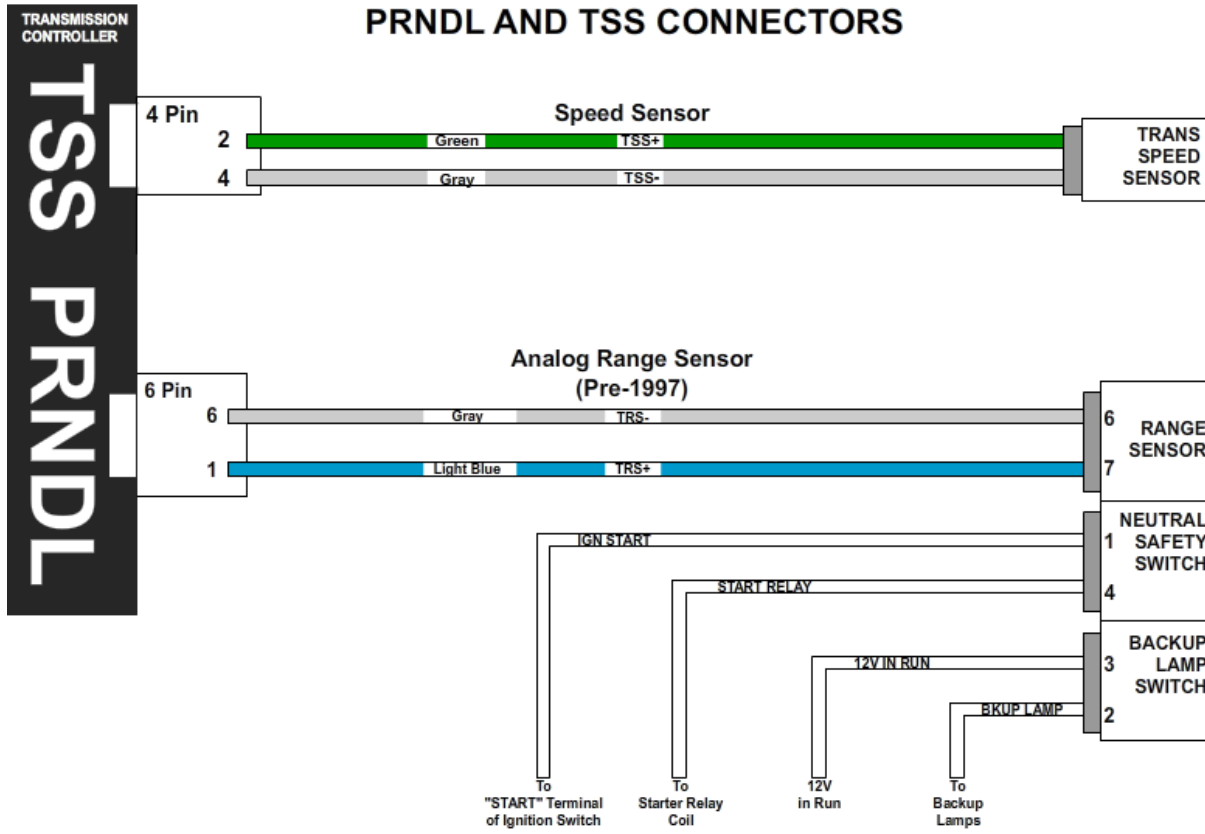 TRANSMISSION
CONTROLLER
PRNDL AND TSS CONNECTORS
TSS PRNDL
4 Pin
Speed Sensor
2
Green
TSS+
4
Gray
TSS-
TRANS
SPEED
SENSOR
Analog Range Sensor
(Pre-1997)
6 Pin
6
Gray
TRS-
6
1
Light Blue
TRS+
7
RANGE
SENSOR
IGN START
1
START RELAY
4
NEUTRAL
SAFETY
SWITCH
12V IN RUN
3
BKUP LAMP
2
BACKUP
LAMP
SWITCH
To
"START" Terminal
of Ignition Switch
To
Starter Relay
Coil
12V
in Run
To
Backup
Lamps